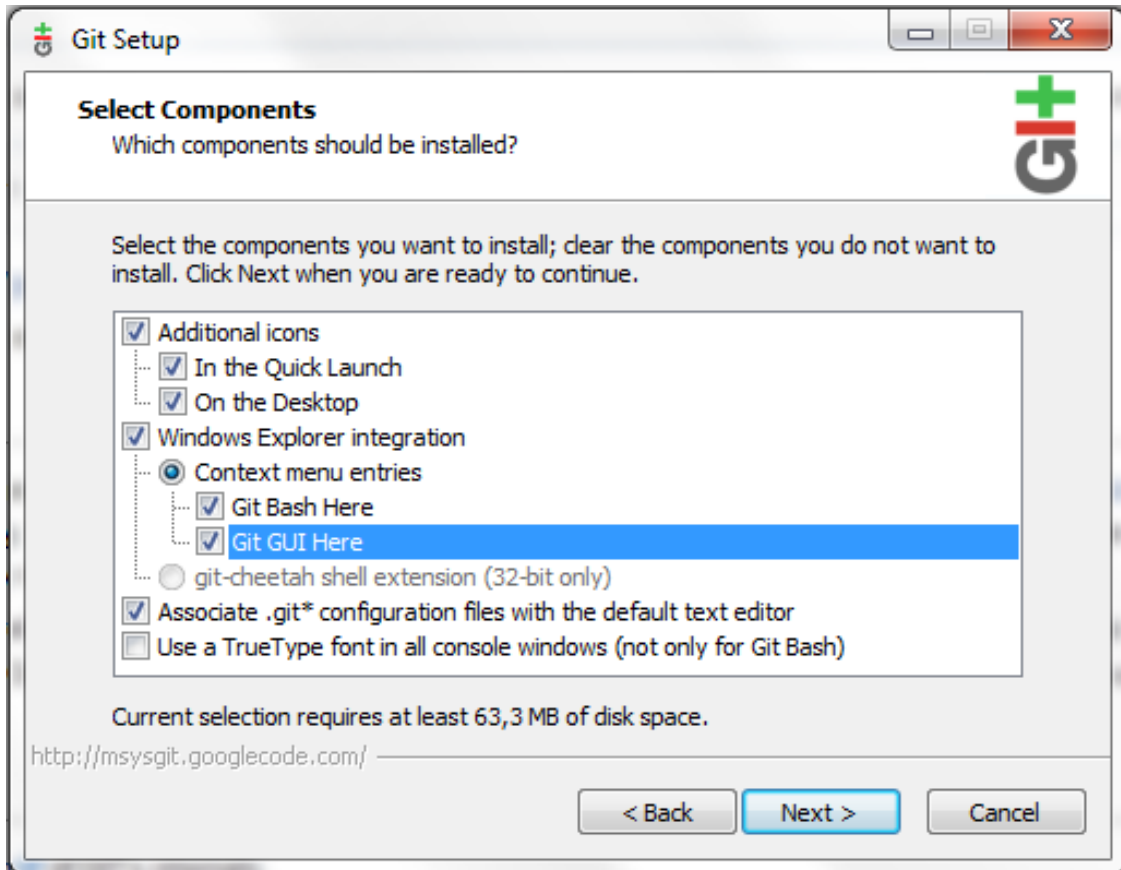 Git Setup
Select Components
Which components should be installed?
git
Select the components you want to install; clear the components you do not want to
install. Click Next when you are ready to continue.
Additional icons
In the Quick Launch
On the Desktop
Windows Explorer integration
Context menu entries
Git Bash Here
Git GUI Here
git-cheetah shell extension (32-bit only)
Associate .git* configuration files with the default text editor
Use a TrueType font in all console windows (not only for Git Bash)
Current selection requires at least 63,3 MB of disk space.
http://msysgit.googlecode.com/
< Back
Next >
Cancel